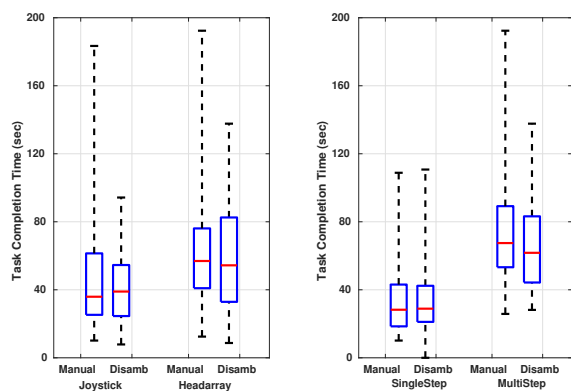 200
160
120
80
40
0
Task Completion Time (sec)
Manual Disamb Manual Disamb
Joystick Headarray
200
160
120
80
40
0
Task Completion Time (sec)
Manual Disamb Manual Disamb
SingleStep MultiStep